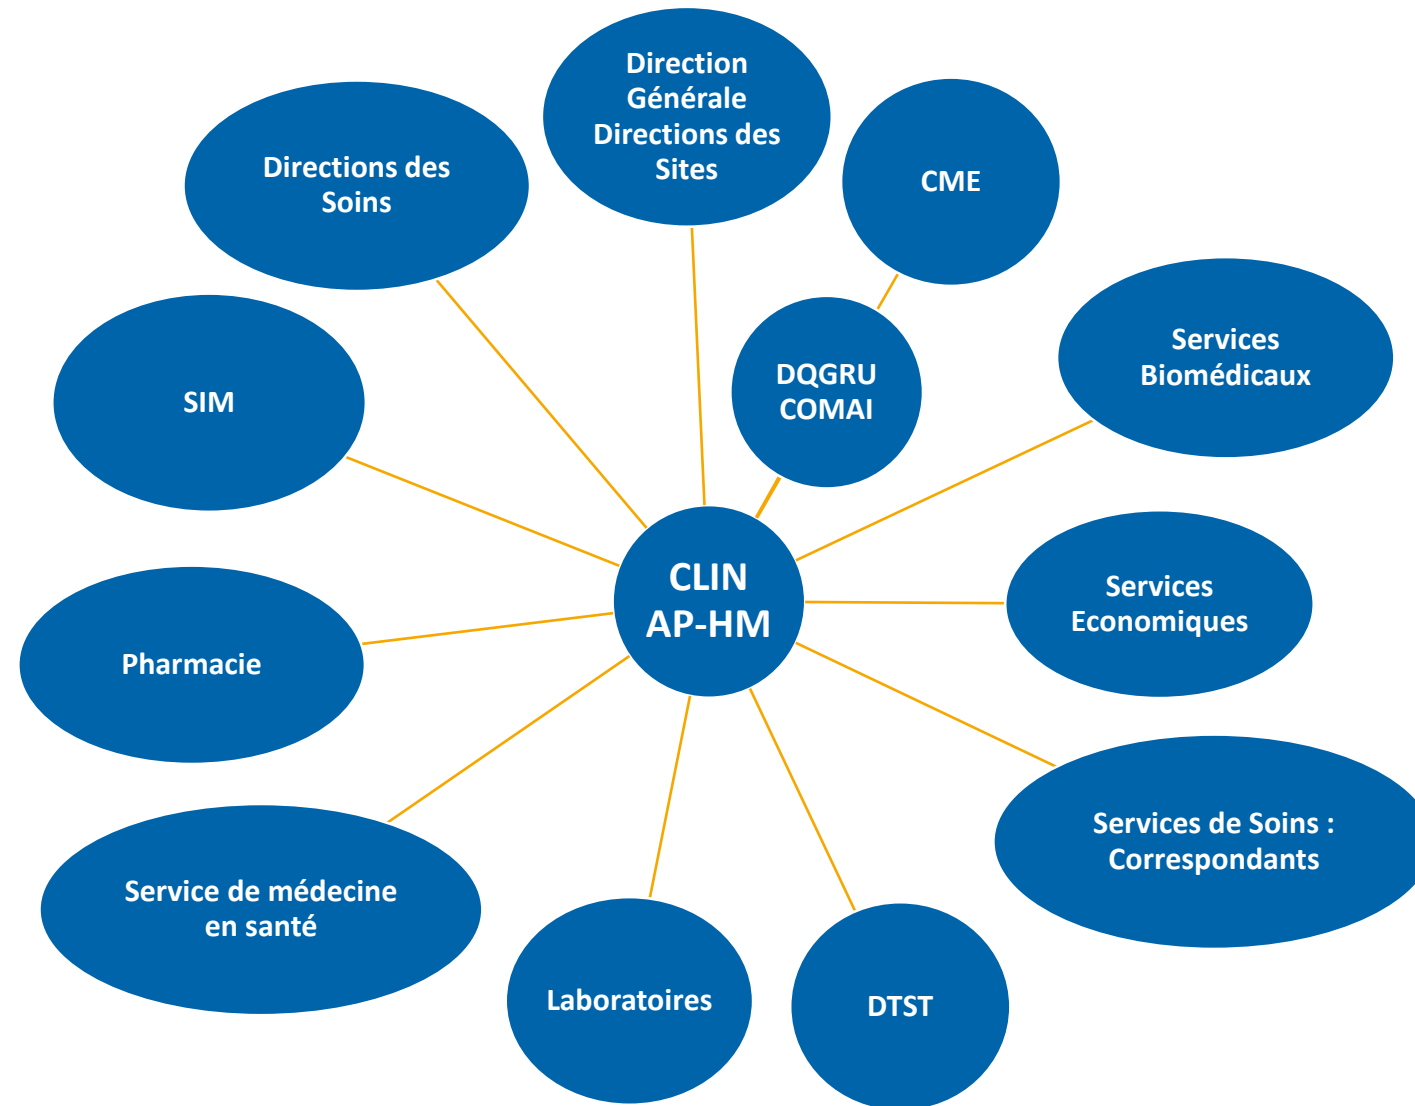 Direction
Générale
Directions des
Sites
CME
Directions des
Soins
Services
Biomédicaux
DQGRU
COMAI
SIM
CLIN
AP-HM
Services
Economiques
Pharmacie
Services de Soins :
Correspondants
Service de médecine
en santé
Laboratoires
DTST